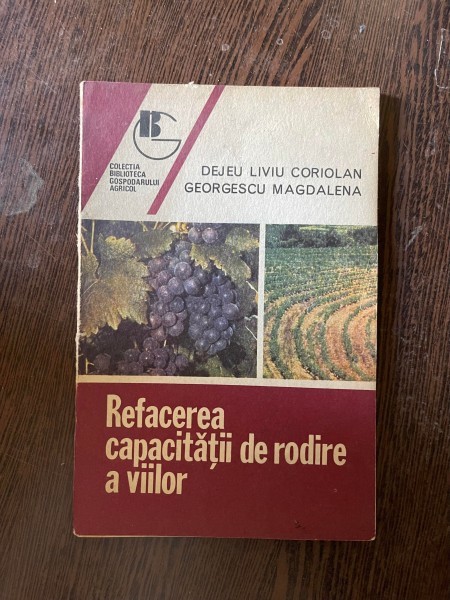 BG
COLECȚIA
BIBLIOTECA
GOSPODARULUI
AGRICOL
DEJEU LIVIU CORIOLAN
GEORGESCU MAGDALENA
Refacerea
capacității de rodire
a viilor